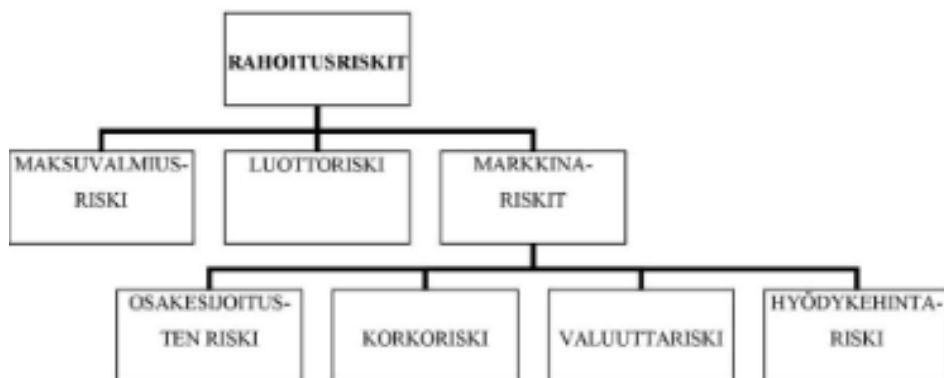 RAHOITUSRISKIT
MAKSUVALMIUS-
RISKI
LUOTTORISKI
MARKKINA-
RISKIT
OSAKESIJOITUS-
TEN RISKI
KORKORISKI
VALUUTTARISKI
HYÖDYKEHINTA-
RISKI